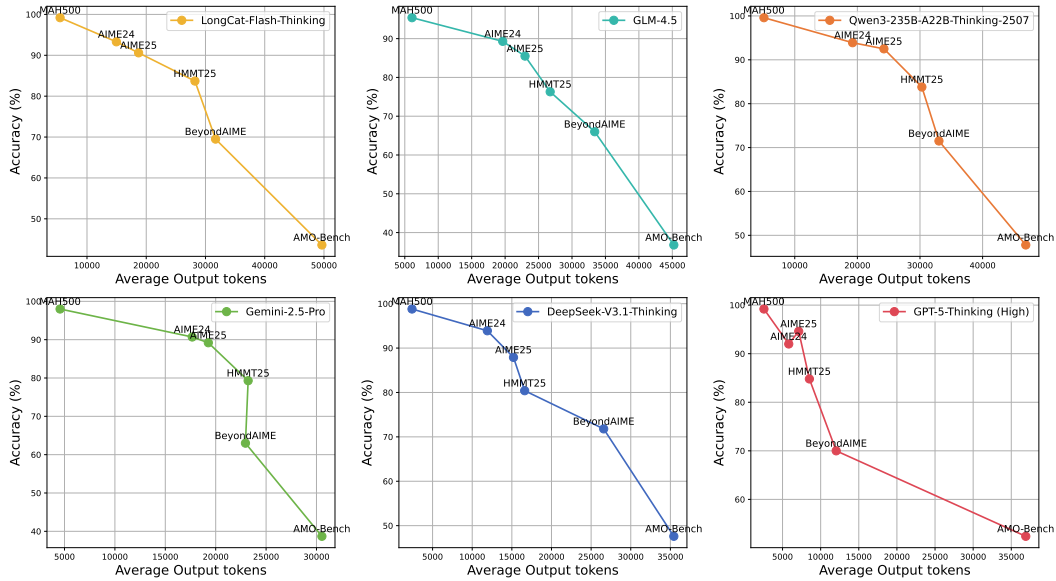 LongCat-Flash-Thinking
MAH500
AIME24
AIME25
HMMT25
BeyondAIME
AMO-Bench
100
90
80
70
60
50
Accuracy (%)
10000 20000 30000 40000 50000
Average Output tokens
GLM-4.5
MAH500
AIME24
AIME25
HMMT25
BeyondAIME
AMO-Bench
90
80
70
60
50
40
Accuracy (%)
5000 10000 15000 20000 25000 30000 35000 40000 45000
Average Output tokens
Qwen3-235B-A22B-Thinking-2507
MAH500
AIME24
AIME25
HMMT25
BeyondAIME
AMO-Bench
100
90
80
70
60
50
Accuracy (%)
10000 20000 30000 40000
Average Output tokens
Gemini-2.5-Pro
MAH500
AIME24
AIME25
HMMT25
BeyondAIME
AMO-Bench
100
90
80
70
60
50
40
Accuracy (%)
5000 10000 15000 20000 25000 30000
Average Output tokens
DeepSeek-V3.1-Thinking
MAH500
AIME24
AIME25
HMMT25
BeyondAIME
AMO-Bench
100
90
80
70
60
50
Accuracy (%)
5000 10000 15000 20000 25000 30000 35000
Average Output tokens
GPT-5-Thinking (High)
MAH500
AIME25
AIME24
HMMT25
BeyondAIME
AMO-Bench
100
90
80
70
60
Accuracy (%)
5000 10000 15000 20000 25000 30000 35000
Average Output tokens